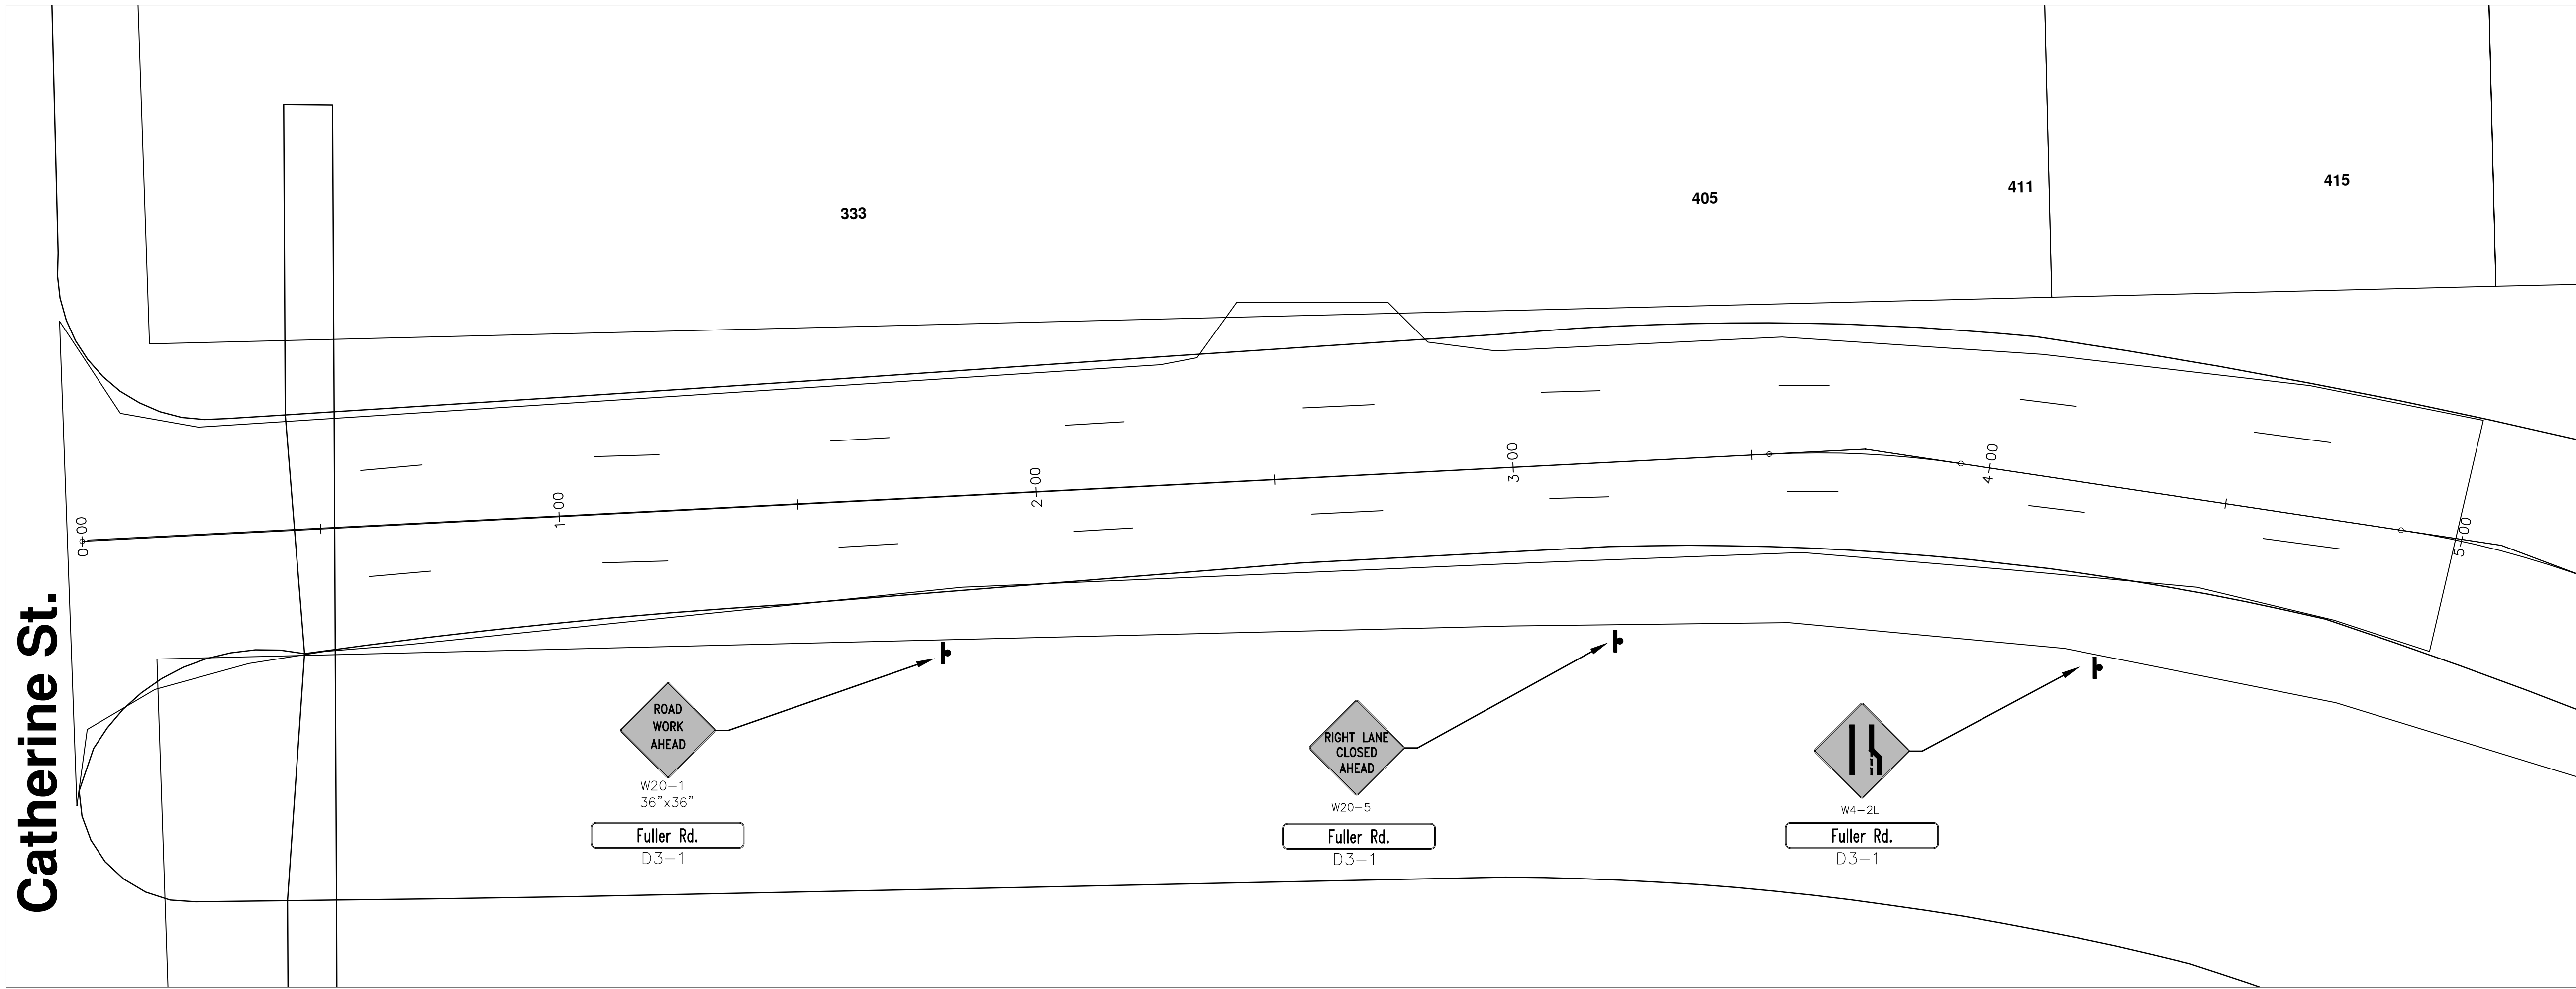 333
405
411
415
0+00
1+00
2+00
3+00
4+00
5+00
Catherine St.
ROAD
WORK
AHEAD
W20-1
36"x36"
Fuller Rd.
D3-1
RIGHT LANE
CLOSED
AHEAD
W20-5
Fuller Rd.
D3-1
W4-2L
Fuller Rd.
D3-1